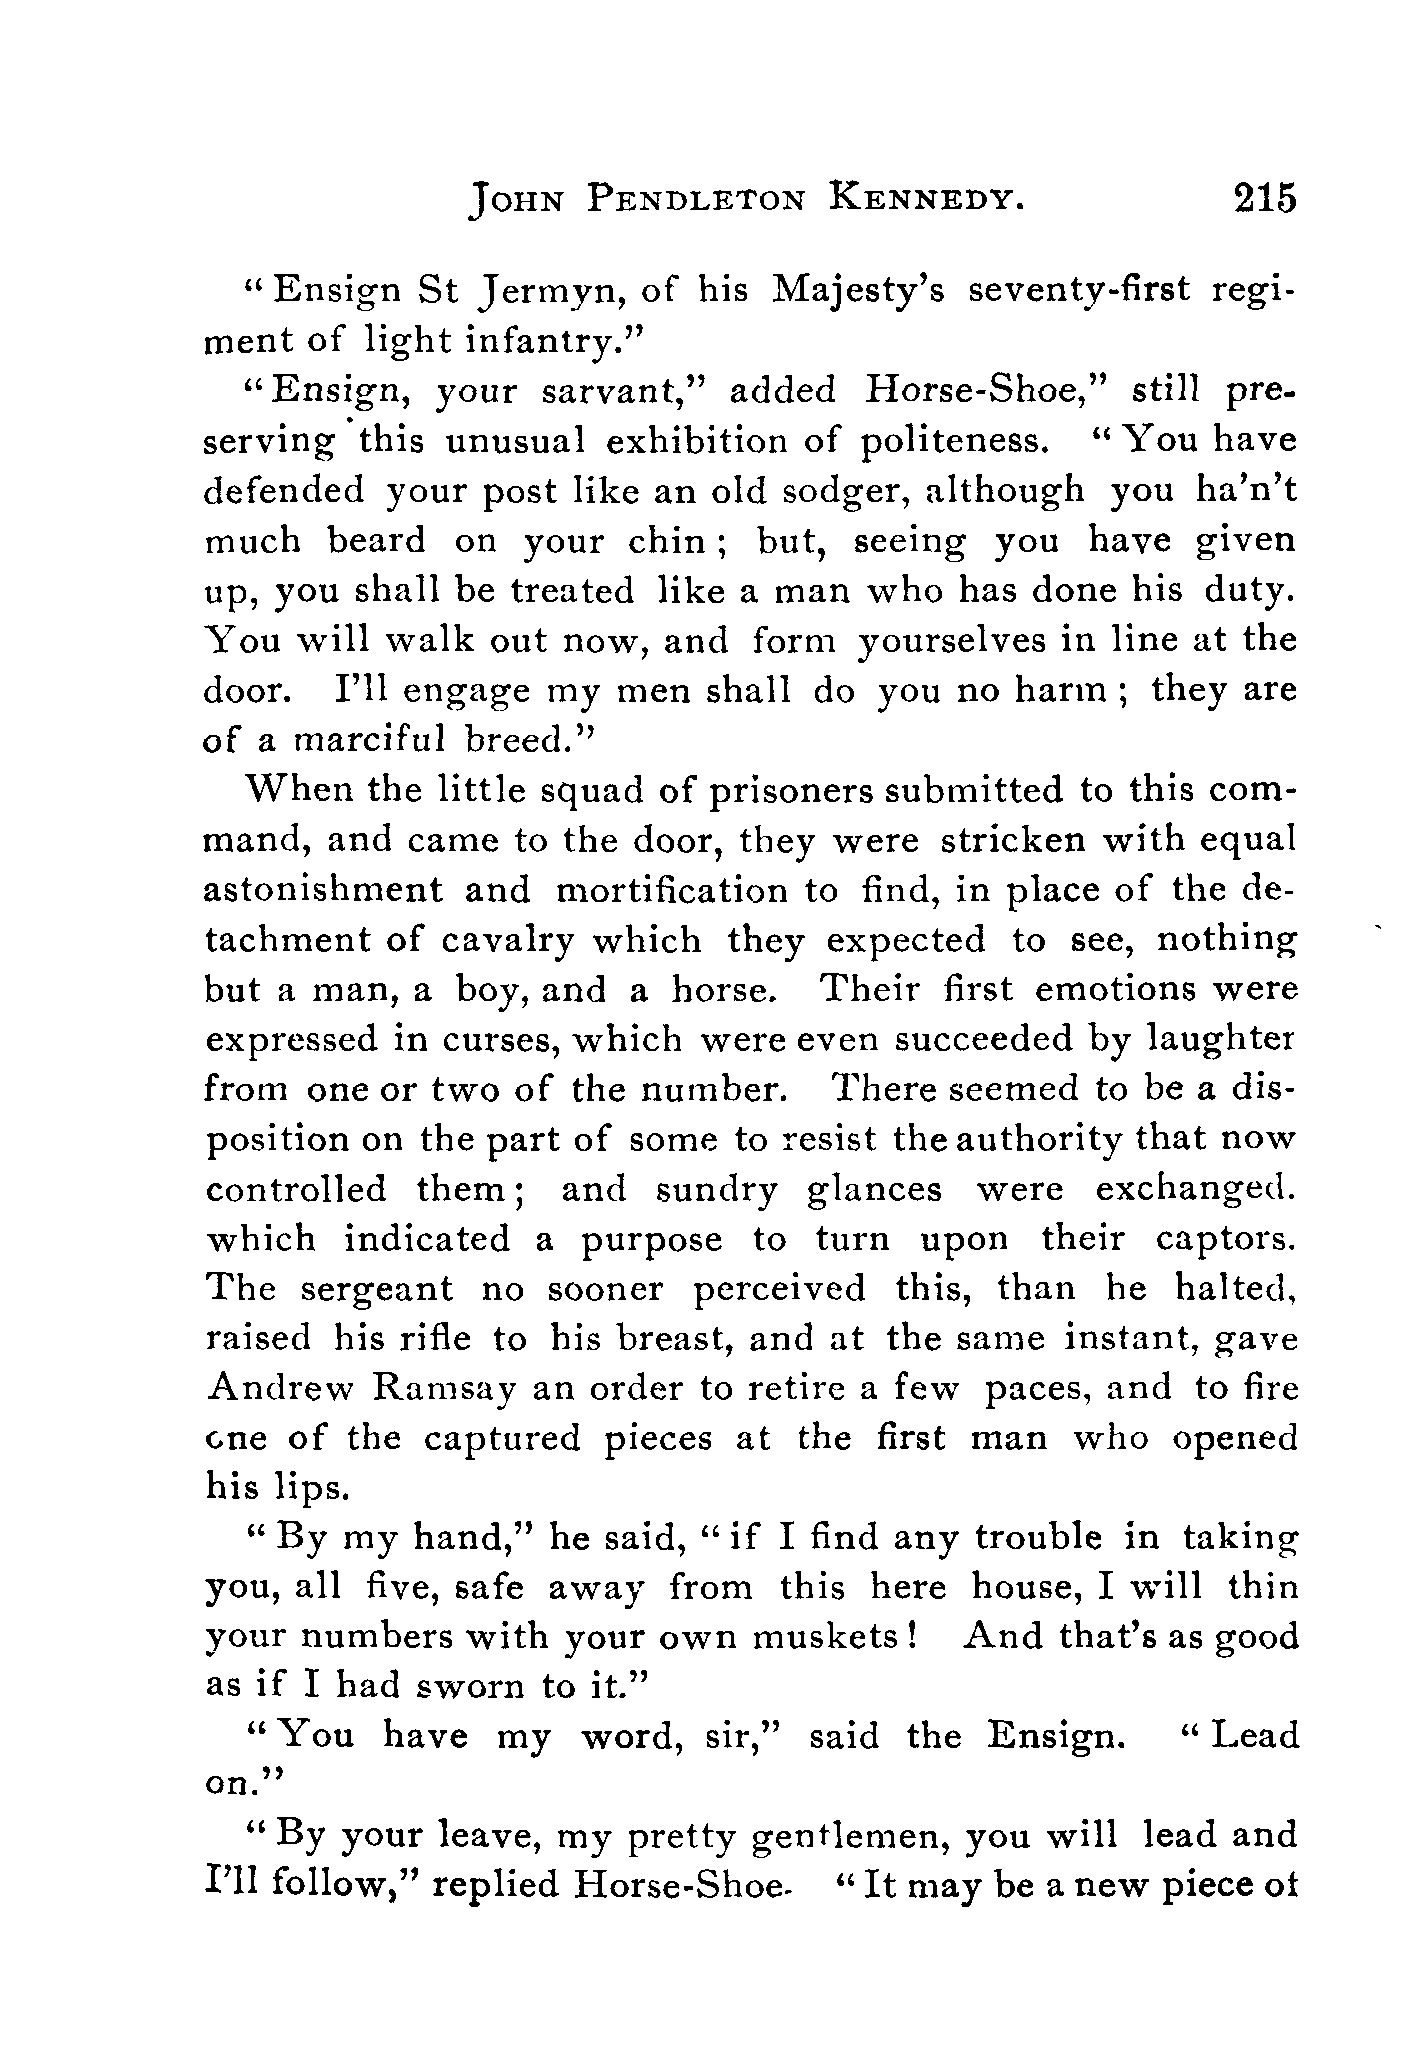 JOHN PENDLETON KENNEDY. 215
“ Ensign St Jermyn, of his Majesty’s seventy-first regi-
ment of light infantry.”
“ Ensign, your sarvant,” added Horse-Shoe,” still pre-
serving this unusual exhibition of politeness. “ You have
defended your post like an old sodger, although you ha’n’t
much beard on your chin ; but, seeing you have given
up, you shall be treated like a man who has done his duty.
You will walk out now, and form yourselves in line at the
door. I’ll engage my men shall do you no harm ; they are
of a marciful breed.”
When the little squad of prisoners submitted to this com-
mand, and came to the door, they were stricken with equal
astonishment and mortification to find, in place of the de-
tachment of cavalry which they expected to see, nothing
but a man, a boy, and a horse. Their first emotions were
expressed in curses, which were even succeeded by laughter
from one or two of the number. There seemed to be a dis-
position on the part of some to resist the authority that now
controlled them ; and sundry glances were exchanged.
which indicated a purpose to turn upon their captors.
The sergeant no sooner perceived this, than he halted,
raised his rifle to his breast, and at the same instant, gave
Andrew Ramsay an order to retire a few paces, and to fire
one of the captured pieces at the first man who opened
his lips.
“ By my hand,” he said, “ if I find any trouble in taking
you, all five, safe away from this here house, I will thin
your numbers with your own muskets ! And that’s as good
as if I had sworn to it.”
“ You have my word, sir,” said the Ensign. “ Lead
on.”
“ By your leave, my pretty gentlemen, you will lead and
I’ll follow,” replied Horse-Shoe. “ It may be a new piece of